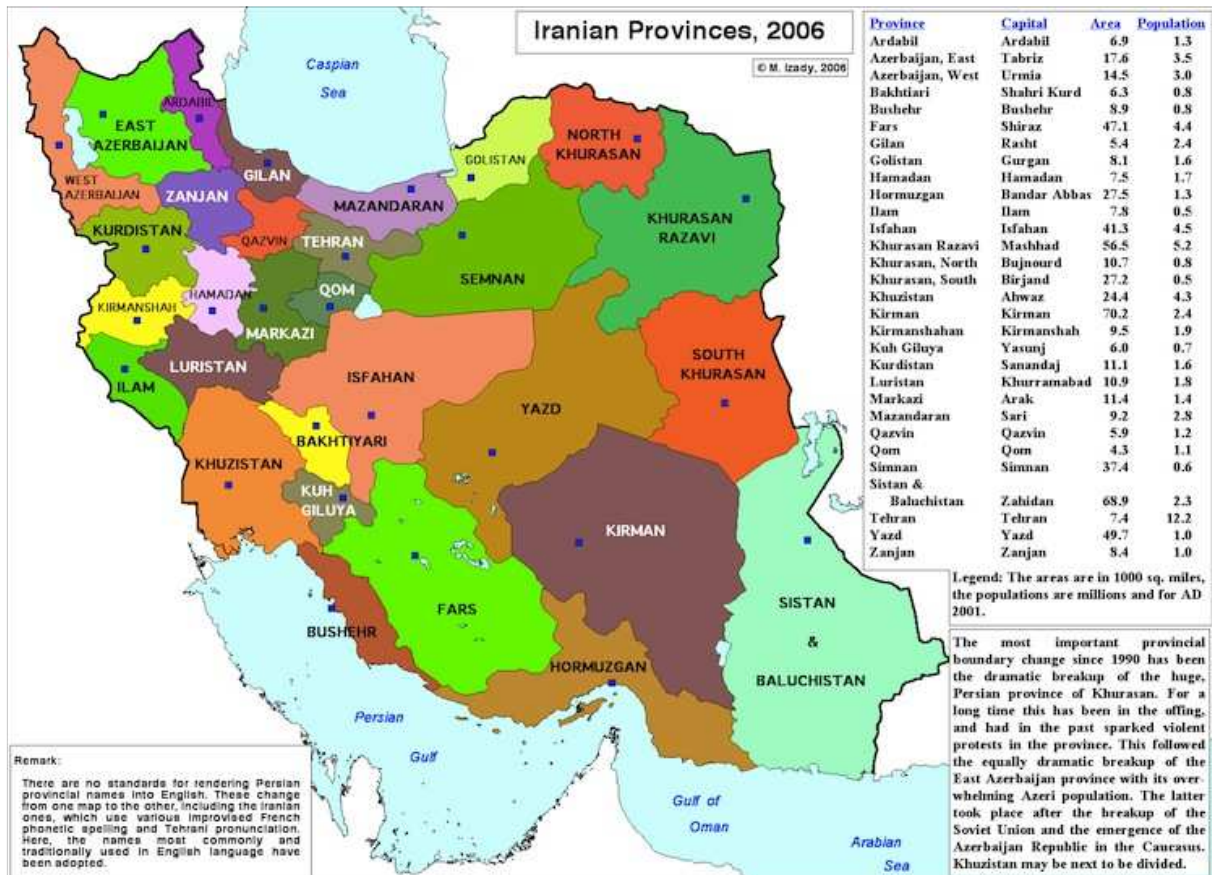 Iranian Provinces, 2006
© M. Izady, 2006
Caspian
Sea
ARDABIL
EAST
AZERBAIJAN
WEST
AZERBAIJAN
GILAN
ZANJAN
KURDISTAN
QAZVIN
MAZANDARAN
GOLISTAN
NORTH
KHURASAN
KHURASAN
RAZAVI
TEHRAN
SEMNAN
HAMADAN
QOM
KIRMANSHAH
MARKAZI
LURISTAN
ILAM
ISFAHAN
YAZD
SOUTH
KHURASAN
BAKHTIYARI
KHUZISTAN
KUH
GILUYA
KIRMAN
FARS
BUSHEHR
HORMUZGAN
SISTAN
&
BALUCHISTAN
Persian
Gulf
Gulf of
Oman
Arabian
Sea
Province Capital Area Population
Ardabil Ardabil 6.9 1.3
Azerbaijan, East Tabriz 17.6 3.5
Azerbaijan, West Urmia 14.5 3.0
Bakhtiari Shahri Kurd 6.3 0.8
Bushehr Bushehr 8.9 0.8
Fars Shiraz 47.1 4.4
Gilan Rasht 5.4 2.4
Golistan Gurgan 8.1 1.6
Hamadan Hamadan 7.5 1.7
Hormuzgan Bandar Abbas 27.5 1.3
Ilam Ilam 7.8 0.5
Isfahan Isfahan 41.3 4.5
Khurasan Razavi Mashhad 56.5 5.2
Khurasan, North Bujnourd 10.7 0.8
Khurasan, South Birjand 27.2 0.5
Khuzistan Ahwaz 24.4 4.3
Kirman Kirman 70.2 2.4
Kirmanshahan Kirmanshah 9.5 1.9
Kuh Giluya Yasunj 6.0 0.7
Kurdistan Sanandaj 11.1 1.6
Luristan Khurramabad 10.9 1.8
Markazi Arak 11.4 1.4
Mazandaran Sari 9.2 2.8
Qazvin Qazvin 5.9 1.2
Qom Qom 4.3 1.1
Simnan Simnan 37.4 0.6
Sistan &
Baluchistan Zahidan 68.9 2.3
Tehran Tehran 7.4 12.2
Yazd Yazd 49.7 1.0
Zanjan Zanjan 8.4 1.0
Legend: The areas are in 1000 sq. miles,
the populations are millions and for AD
2001.
The most important provincial
boundary change since 1990 has been
the dramatic breakup of the huge,
Persian province of Khurasan. For a
long time this has been in the offing,
and had in the past sparked violent
protests in the province. This followed
the equally dramatic breakup of the
East Azerbaijan province with its over-
whelming Azeri population. The latter
took place after the breakup of the
Soviet Union and the emergence of the
Azerbaijan Republic in the Caucasus.
Khuzistan may be next to be divided.
Remark:
There are no standards for rendering Persian
provincial names into English. These change
from one map to the other, including the Iranian
ones, which use various improvised French
phonetic spelling and Tehrani pronunciation.
Here, the names most commonly and
traditionally used in English language have
been adopted.